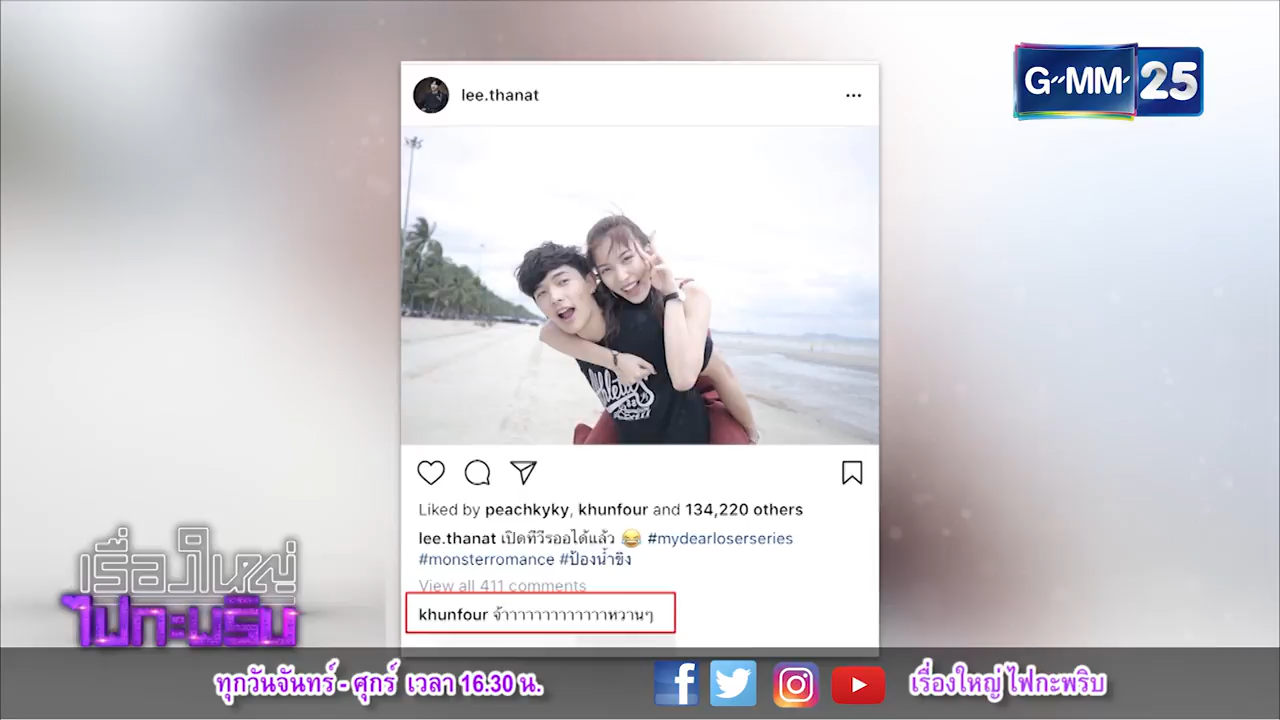 G-MM-25
lee.thanat
Athletic
Liked by peachkyky, khunfour and 134,220 others
lee.thanat เปิดทีวีรออได้แล้ว 😂 #mydearloserseries
#monsterromance #ป้องน้ำขิง
View all 411 comments
khunfour จ้าาาาาาาาาาาาาหวานๆ
เรื่องใหญ่
ไฟกะพริบ
ทุกวันจันทร์ - ศุกร์ เวลา 16:30 น.
เรื่องใหญ่ ไฟกะพริบ